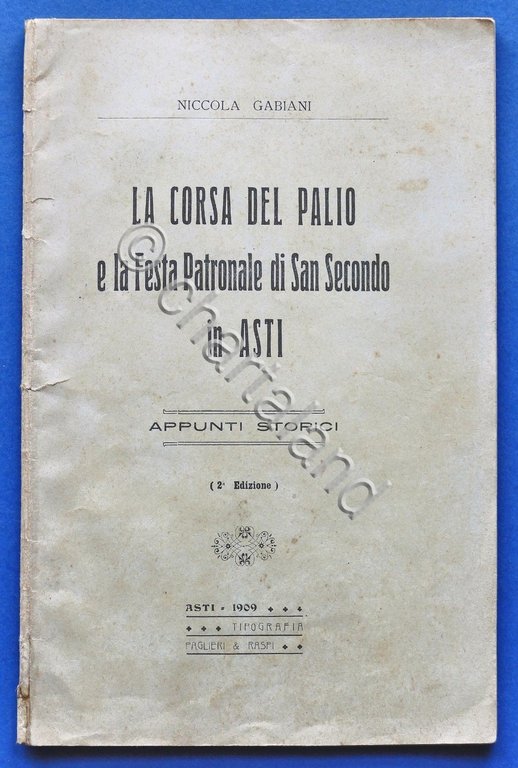 NICCOLA GABIANI
LA CORSA DEL PALIO
e la Festa Patronale di San Secondo
in ASTI
APPUNTI STORICI
( 2ª Edizione )
ASTI - 1909
TIPOGRAFIA
PAGLIERI & RASPI
© chartaland